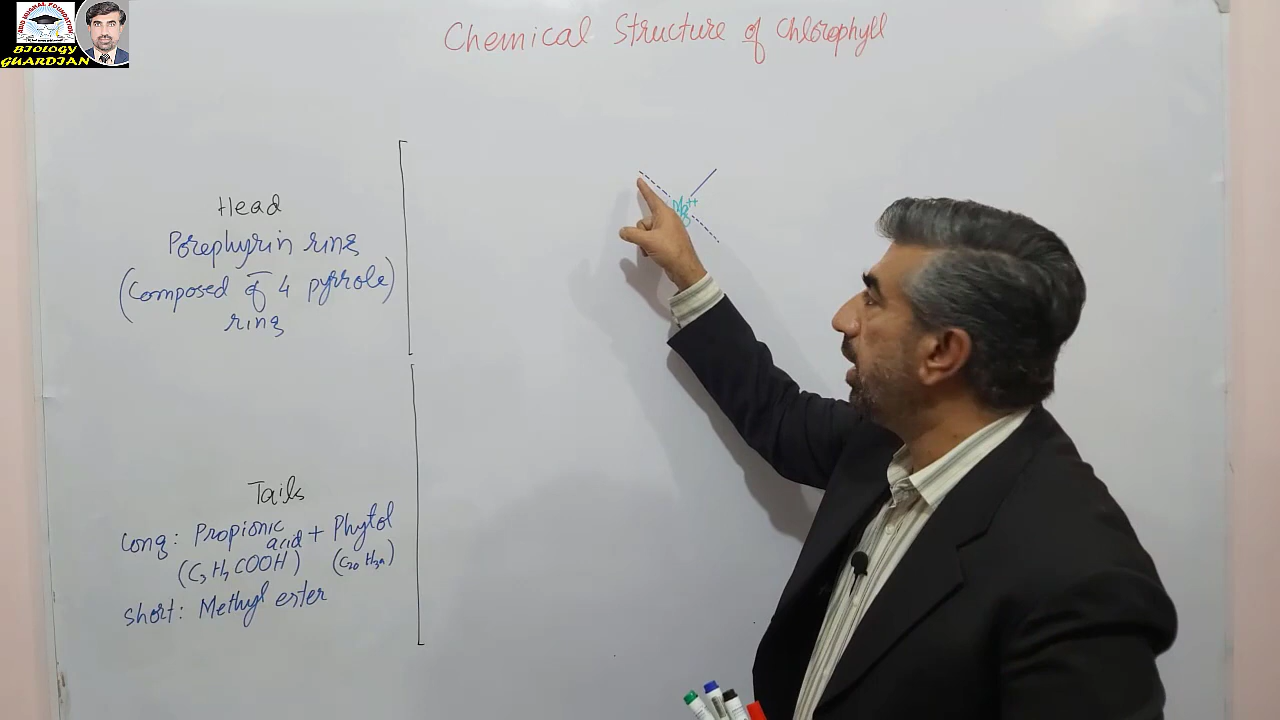 BIOLOGY
GUARDIAN
Chemical Structure of Chlorophyll
Mg++
Head
Porephyrin ring
(Composed of 4 pyrrole)
ring
Tails
Long: Propionic acid + Phytol
(C2H5COOH) (C20H39)
Short: Methyl ester